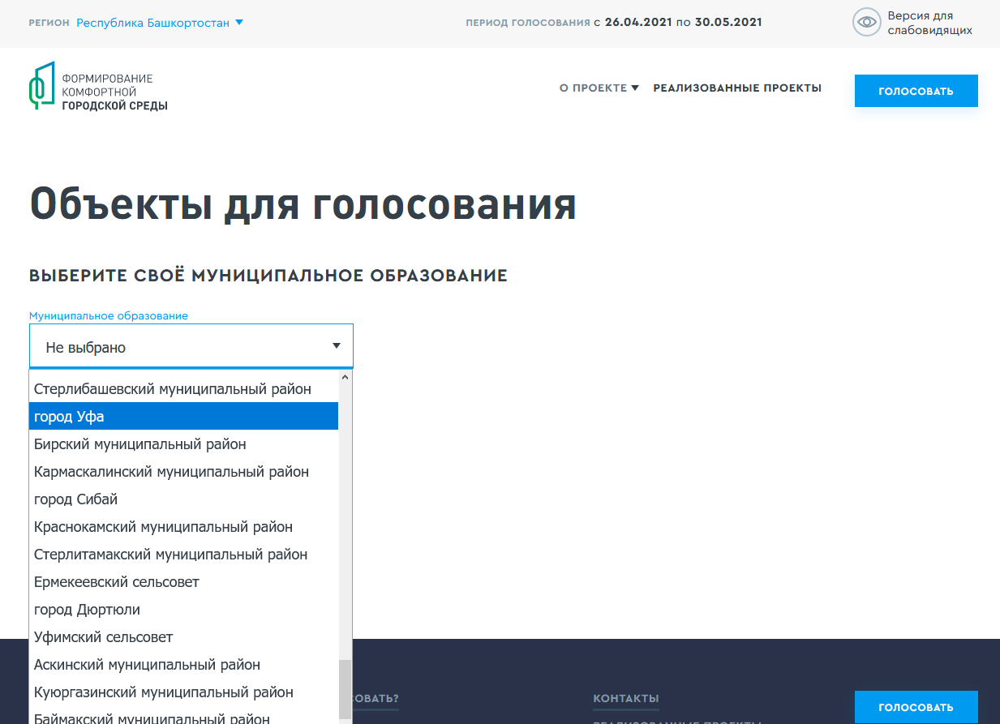 РЕГИОН Республика Башкортостан
ПЕРИОД ГОЛОСОВАНИЯ с 26.04.2021 по 30.05.2021
Версия для
слабовидящих
ФОРМИРОВАНИЕ
КОМФОРТНОЙ
ГОРОДСКОЙ СРЕДЫ
О ПРОЕКТЕ
РЕАЛИЗОВАННЫЕ ПРОЕКТЫ
ГОЛОСОВАТЬ
Объекты для голосования
ВЫБЕРИТЕ СВОЁ МУНИЦИПАЛЬНОЕ ОБРАЗОВАНИЕ
Муниципальное образование
Не выбрано
Стерлибашевский муниципальный район
город Уфа
Бирский муниципальный район
Кармаскалинский муниципальный район
город Сибай
Краснокамский муниципальный район
Стерлитамакский муниципальный район
Ермекеевский сельсовет
город Дюртюли
Уфимский сельсовет
Аскинский муниципальный район
Куюргазинский муниципальный район
Баймакский муниципальный район
ОВАТЬ?
КОНТАКТЫ
РЕАЛИЗОВАННЫЕ ПРОЕКТЫ
ГОЛОСОВАТЬ